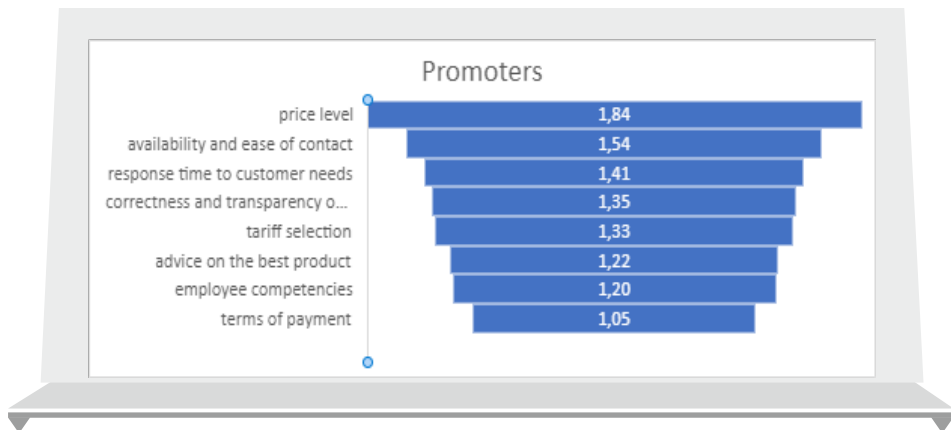 Promoters
price level 1,84
availability and ease of contact 1,54
response time to customer needs 1,41
correctness and transparency o... 1,35
tariff selection 1,33
advice on the best product 1,22
employee competencies 1,20
terms of payment 1,05